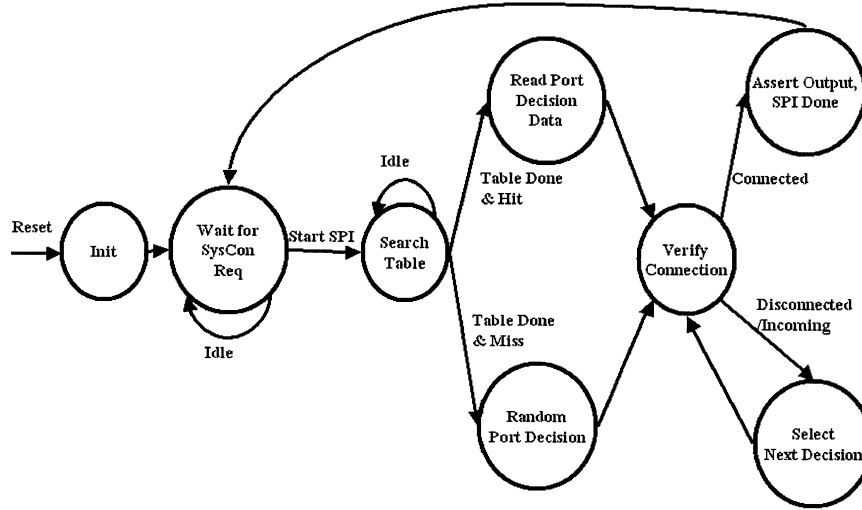 Reset
Init
Wait for
SysCon
Req
Idle
Start SPI
Idle
Search
Table
Table Done
& Hit
Read Port
Decision
Data
Table Done
& Miss
Random
Port Decision
Verify
Connection
Connected
Assert Output,
SPI Done
Disconnected
/Incoming
Select
Next Decision